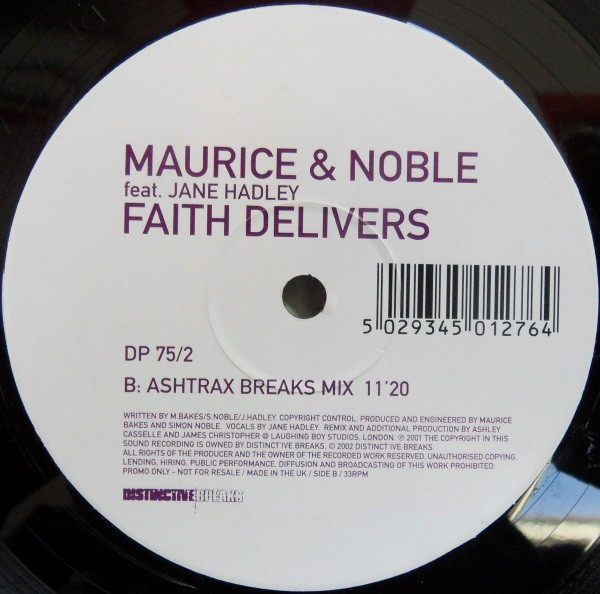 MAURICE & NOBLE
feat. JANE HADLEY
FAITH DELIVERS
5 029345 012764
DP 75/2
B: ASHTRAX BREAKS MIX 11'20
WRITTEN BY M.BAKES/S.NOBLE/J.HADLEY. COPYRIGHT CONTROL. PRODUCED AND ENGINEERED BY MAURICE
BAKES AND SIMON NOBLE. VOCALS BY JANE HADLEY. REMIX AND ADDITIONAL PRODUCTION BY ASHLEY
CASSELLE AND JAMES CHRISTOPHER @ LAUGHING BOY STUDIOS, LONDON. ℗ 2001 THE COPYRIGHT IN THIS
SOUND RECORDING IS OWNED BY DISTINCT'IVE BREAKS. © 2002 DISTINCT'IVE BREAKS.
ALL RIGHTS OF THE PRODUCER AND THE OWNER OF THE RECORDED WORK RESERVED. UNAUTHORISED COPYING,
LENDING, HIRING, PUBLIC PERFORMANCE, DIFFUSION AND BROADCASTING OF THIS WORK PROHIBITED.
PROMO ONLY - NOT FOR RESALE / MADE IN THE UK / SIDE B / 33RPM
DISTINCT'IVE BREAKS